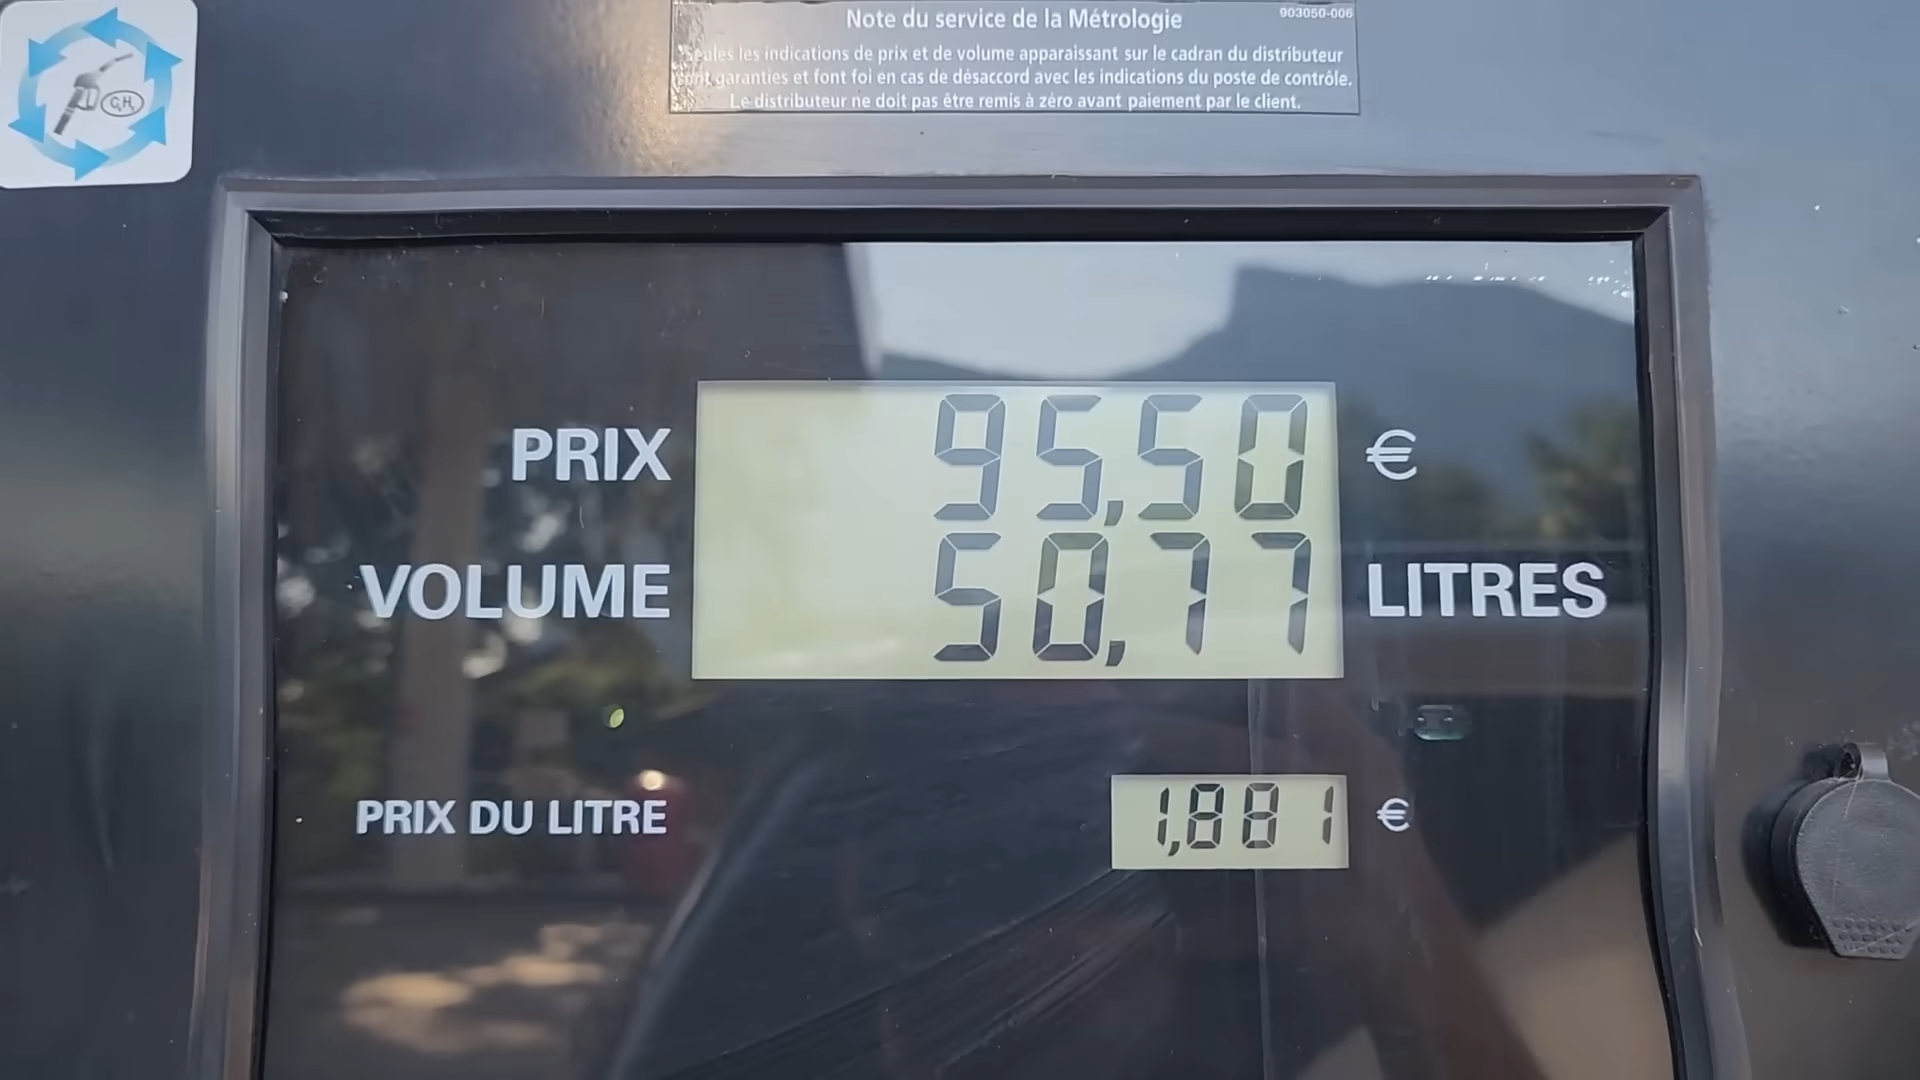 Note du service de la Métrologie
903050-006
Seules les indications de prix et de volume apparaissant sur le cadran du distributeur
sont garanties et font foi en cas de désaccord avec les indications du poste de contrôle.
Le distributeur ne doit pas être remis à zéro avant paiement par le client.
PRIX 95,50 €
VOLUME 50,77 LITRES
PRIX DU LITRE 1,881 €